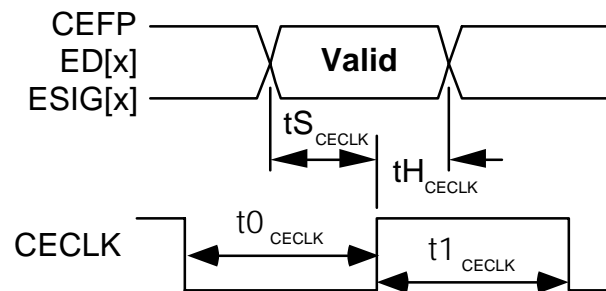 CEFP
ED[x]
ESIG[x]
Valid
tS CECLK
tH CECLK
CECLK
t0 CECLK
t1 CECLK